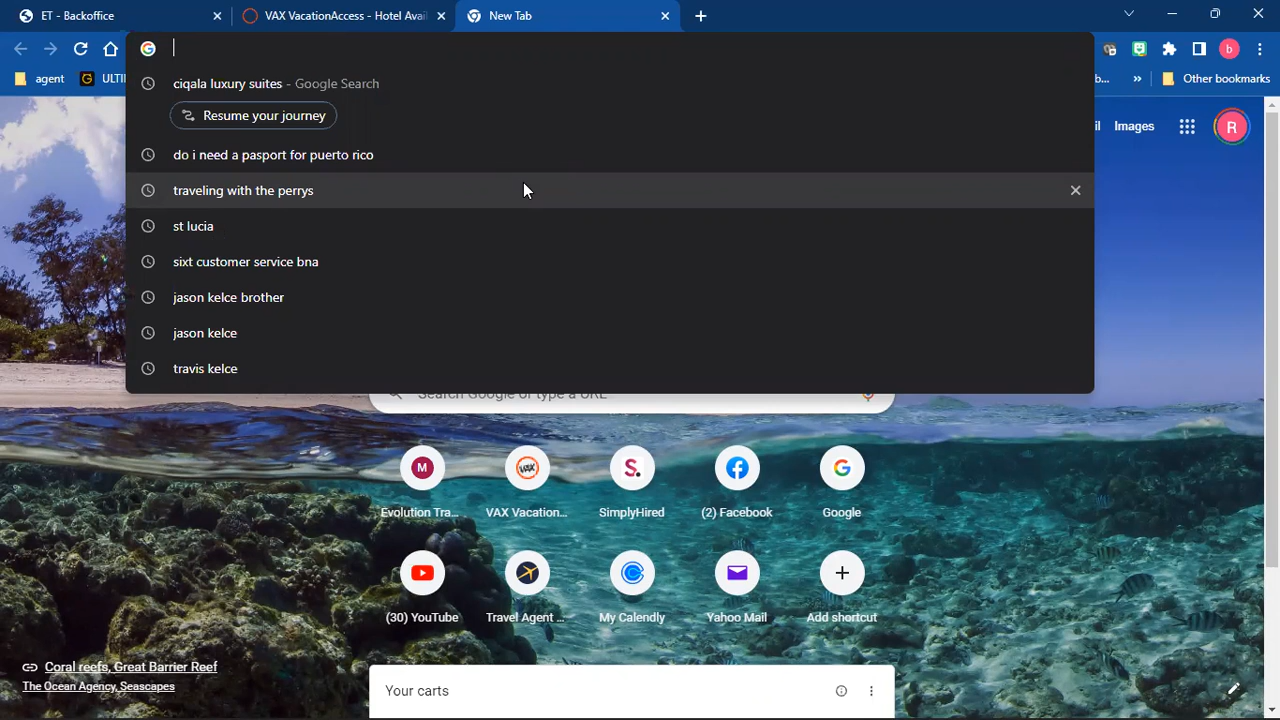 ET - Backoffice
VAX VacationAccess - Hotel Avai
New Tab
agent
ULTI
b...
»
Other bookmarks
b
ciqala luxury suites - Google Search
Resume your journey
do i need a pasport for puerto rico
traveling with the perrys
st lucia
sixt customer service bna
jason kelce brother
jason kelce
travis kelce
il
Images
R
Search Google or type a URL
M
VAX
S.
Evolution Tra...
VAX Vacation...
SimplyHired
(2) Facebook
Google
(30) YouTube
Travel Agent ...
My Calendly
Yahoo Mail
Add shortcut
Coral reefs, Great Barrier Reef
The Ocean Agency, Seascapes
Your carts